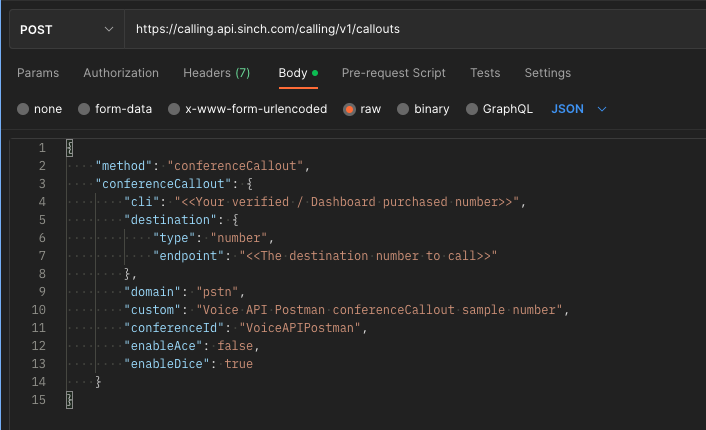 POST https://calling.api.sinch.com/calling/v1/callouts
Params Authorization Headers (7) Body Pre-request Script Tests Settings
none form-data x-www-form-urlencoded raw binary GraphQL JSON
1 {
2 "method": "conferenceCallout",
3 "conferenceCallout": {
4 "cli": "<<Your verified / Dashboard purchased number>>",
5 "destination": {
6 "type": "number",
7 "endpoint": "<<The destination number to call>>"
8 },
9 "domain": "pstn",
10 "custom": "Voice API Postman conferenceCallout sample number",
11 "conferenceId": "VoiceAPIPostman",
12 "enableAce": false,
13 "enableDice": true
14 }
15 }